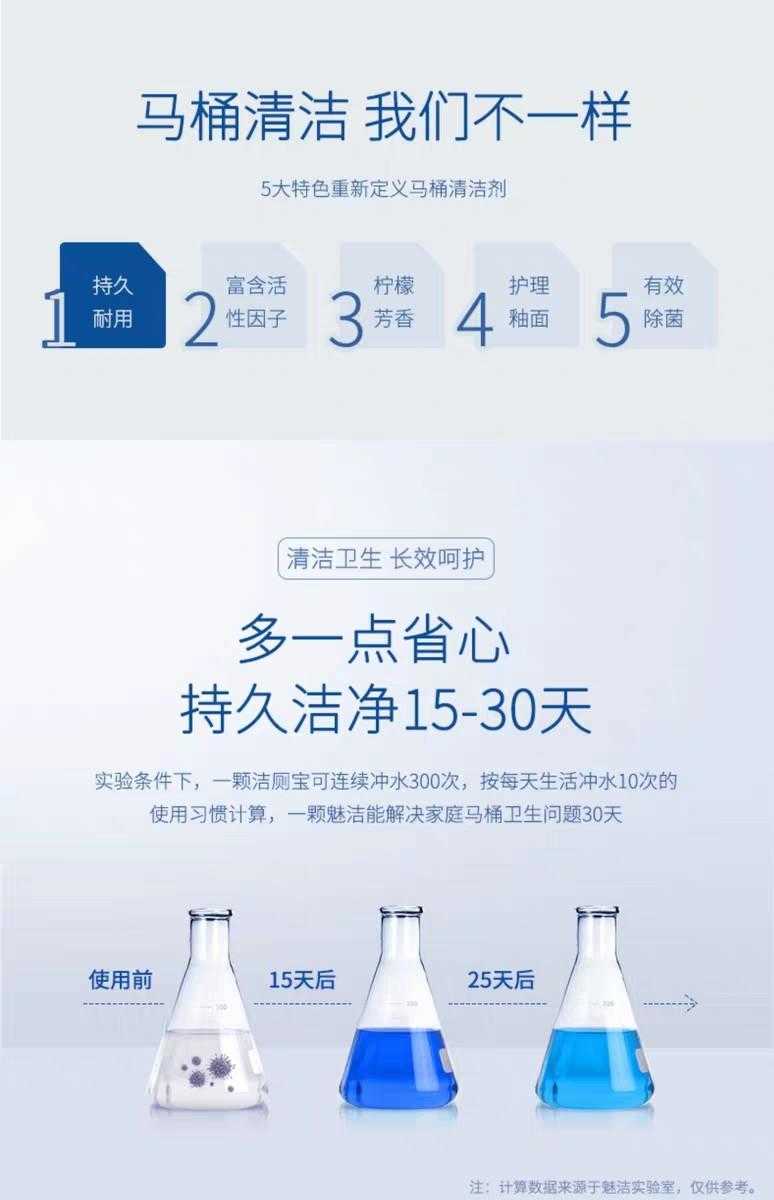 马桶清洁 我们不一样
5大特色重新定义马桶清洁剂
1 持久
耐用
2 富含活
性因子
3 柠檬
芳香
4 护理
釉面
5 有效
除菌
清洁卫生 长效呵护
多一点省心
持久洁净15-30天
实验条件下，一颗洁厕宝可连续冲水300次，按每天生活冲水10次的
使用习惯计算，一颗魅洁能解决家庭马桶卫生问题30天
使用前
15天后
25天后
注：计算数据来源于魅洁实验室，仅供参考。